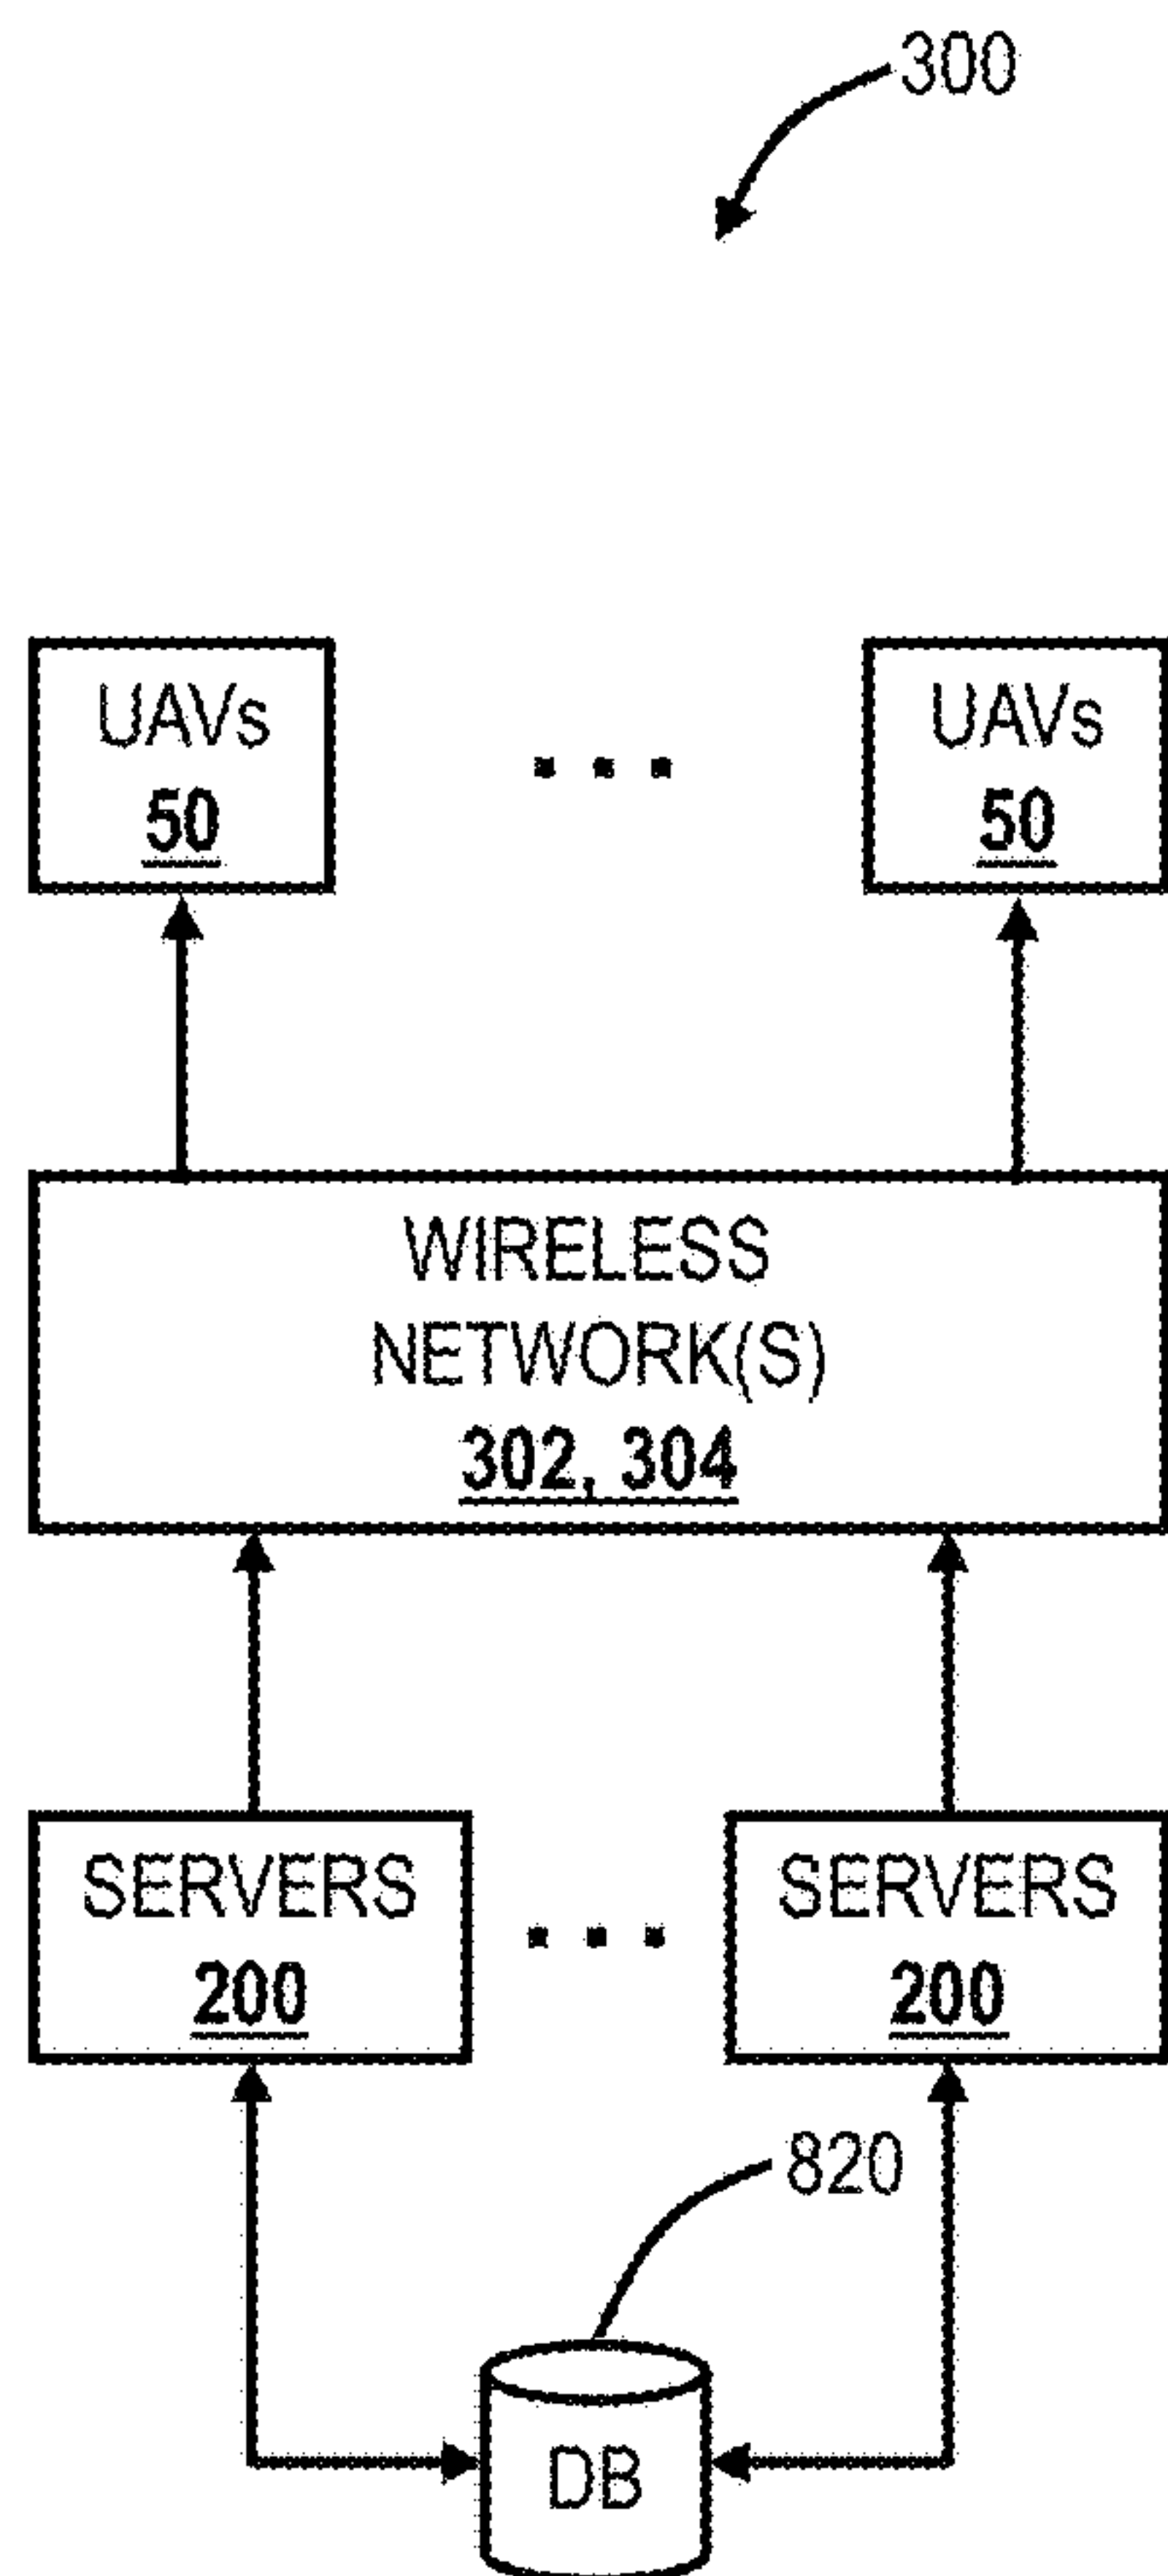 300
UAVs
50
UAVs
50
WIRELESS
NETWORK(S)
302, 304
SERVERS
200
SERVERS
200
820
DB